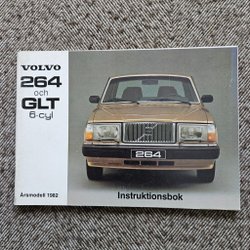 VOLVO
264
och
GLT
6-cyl
264
Årsmodell 1982
Instruktionsbok